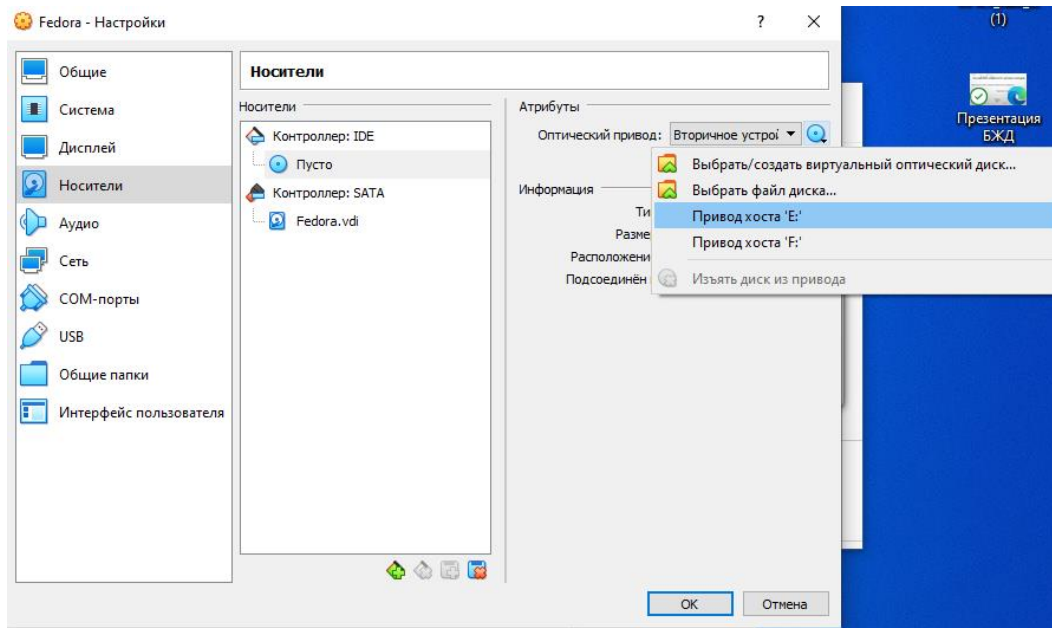 Fedora - Настройки
?
(1)
Общие
Система
Дисплей
Носители
Аудио
Сеть
COM-порты
USB
Общие папки
Интерфейс пользователя
Носители
Носители
Контроллер: IDE
Пусто
Контроллер: SATA
Fedora.vdi
Атрибуты
Оптический привод: Вторичное устрой
Информация
Ти
Разме
Расположени
Подсоединён
Выбрать/создать виртуальный оптический диск...
Выбрать файл диска...
Привод хоста 'E:'
Привод хоста 'F:'
Изъять диск из привода
OK
Отмена
Презентация
БЖД